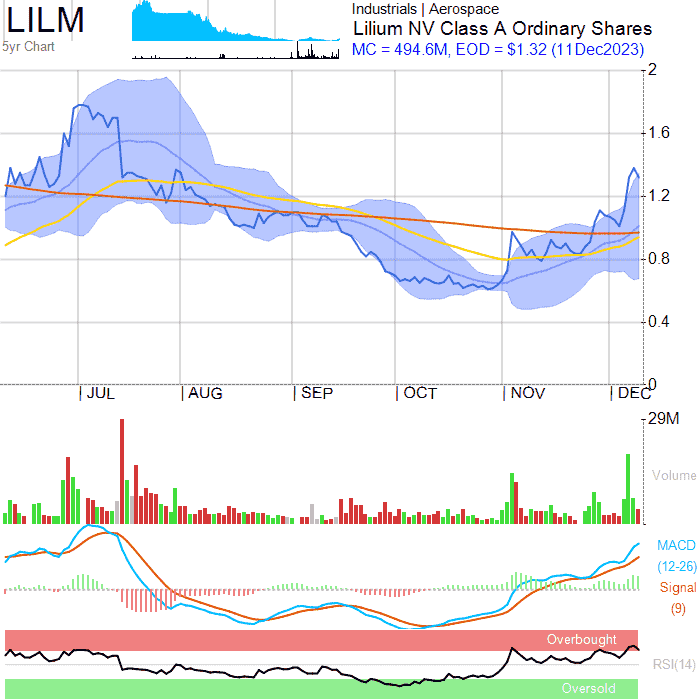 LILM
5yr Chart
Industrials | Aerospace
Lilium NV Class A Ordinary Shares
MC = 494.6M, EOD = $1.32 (11Dec2023)
2
1.6
1.2
0.8
0.4
0
| JUL | AUG | SEP | OCT | NOV | DEC
29M
Volume
MACD
(12-26)
Signal
(9)
Overbought
RSI(14)
Oversold